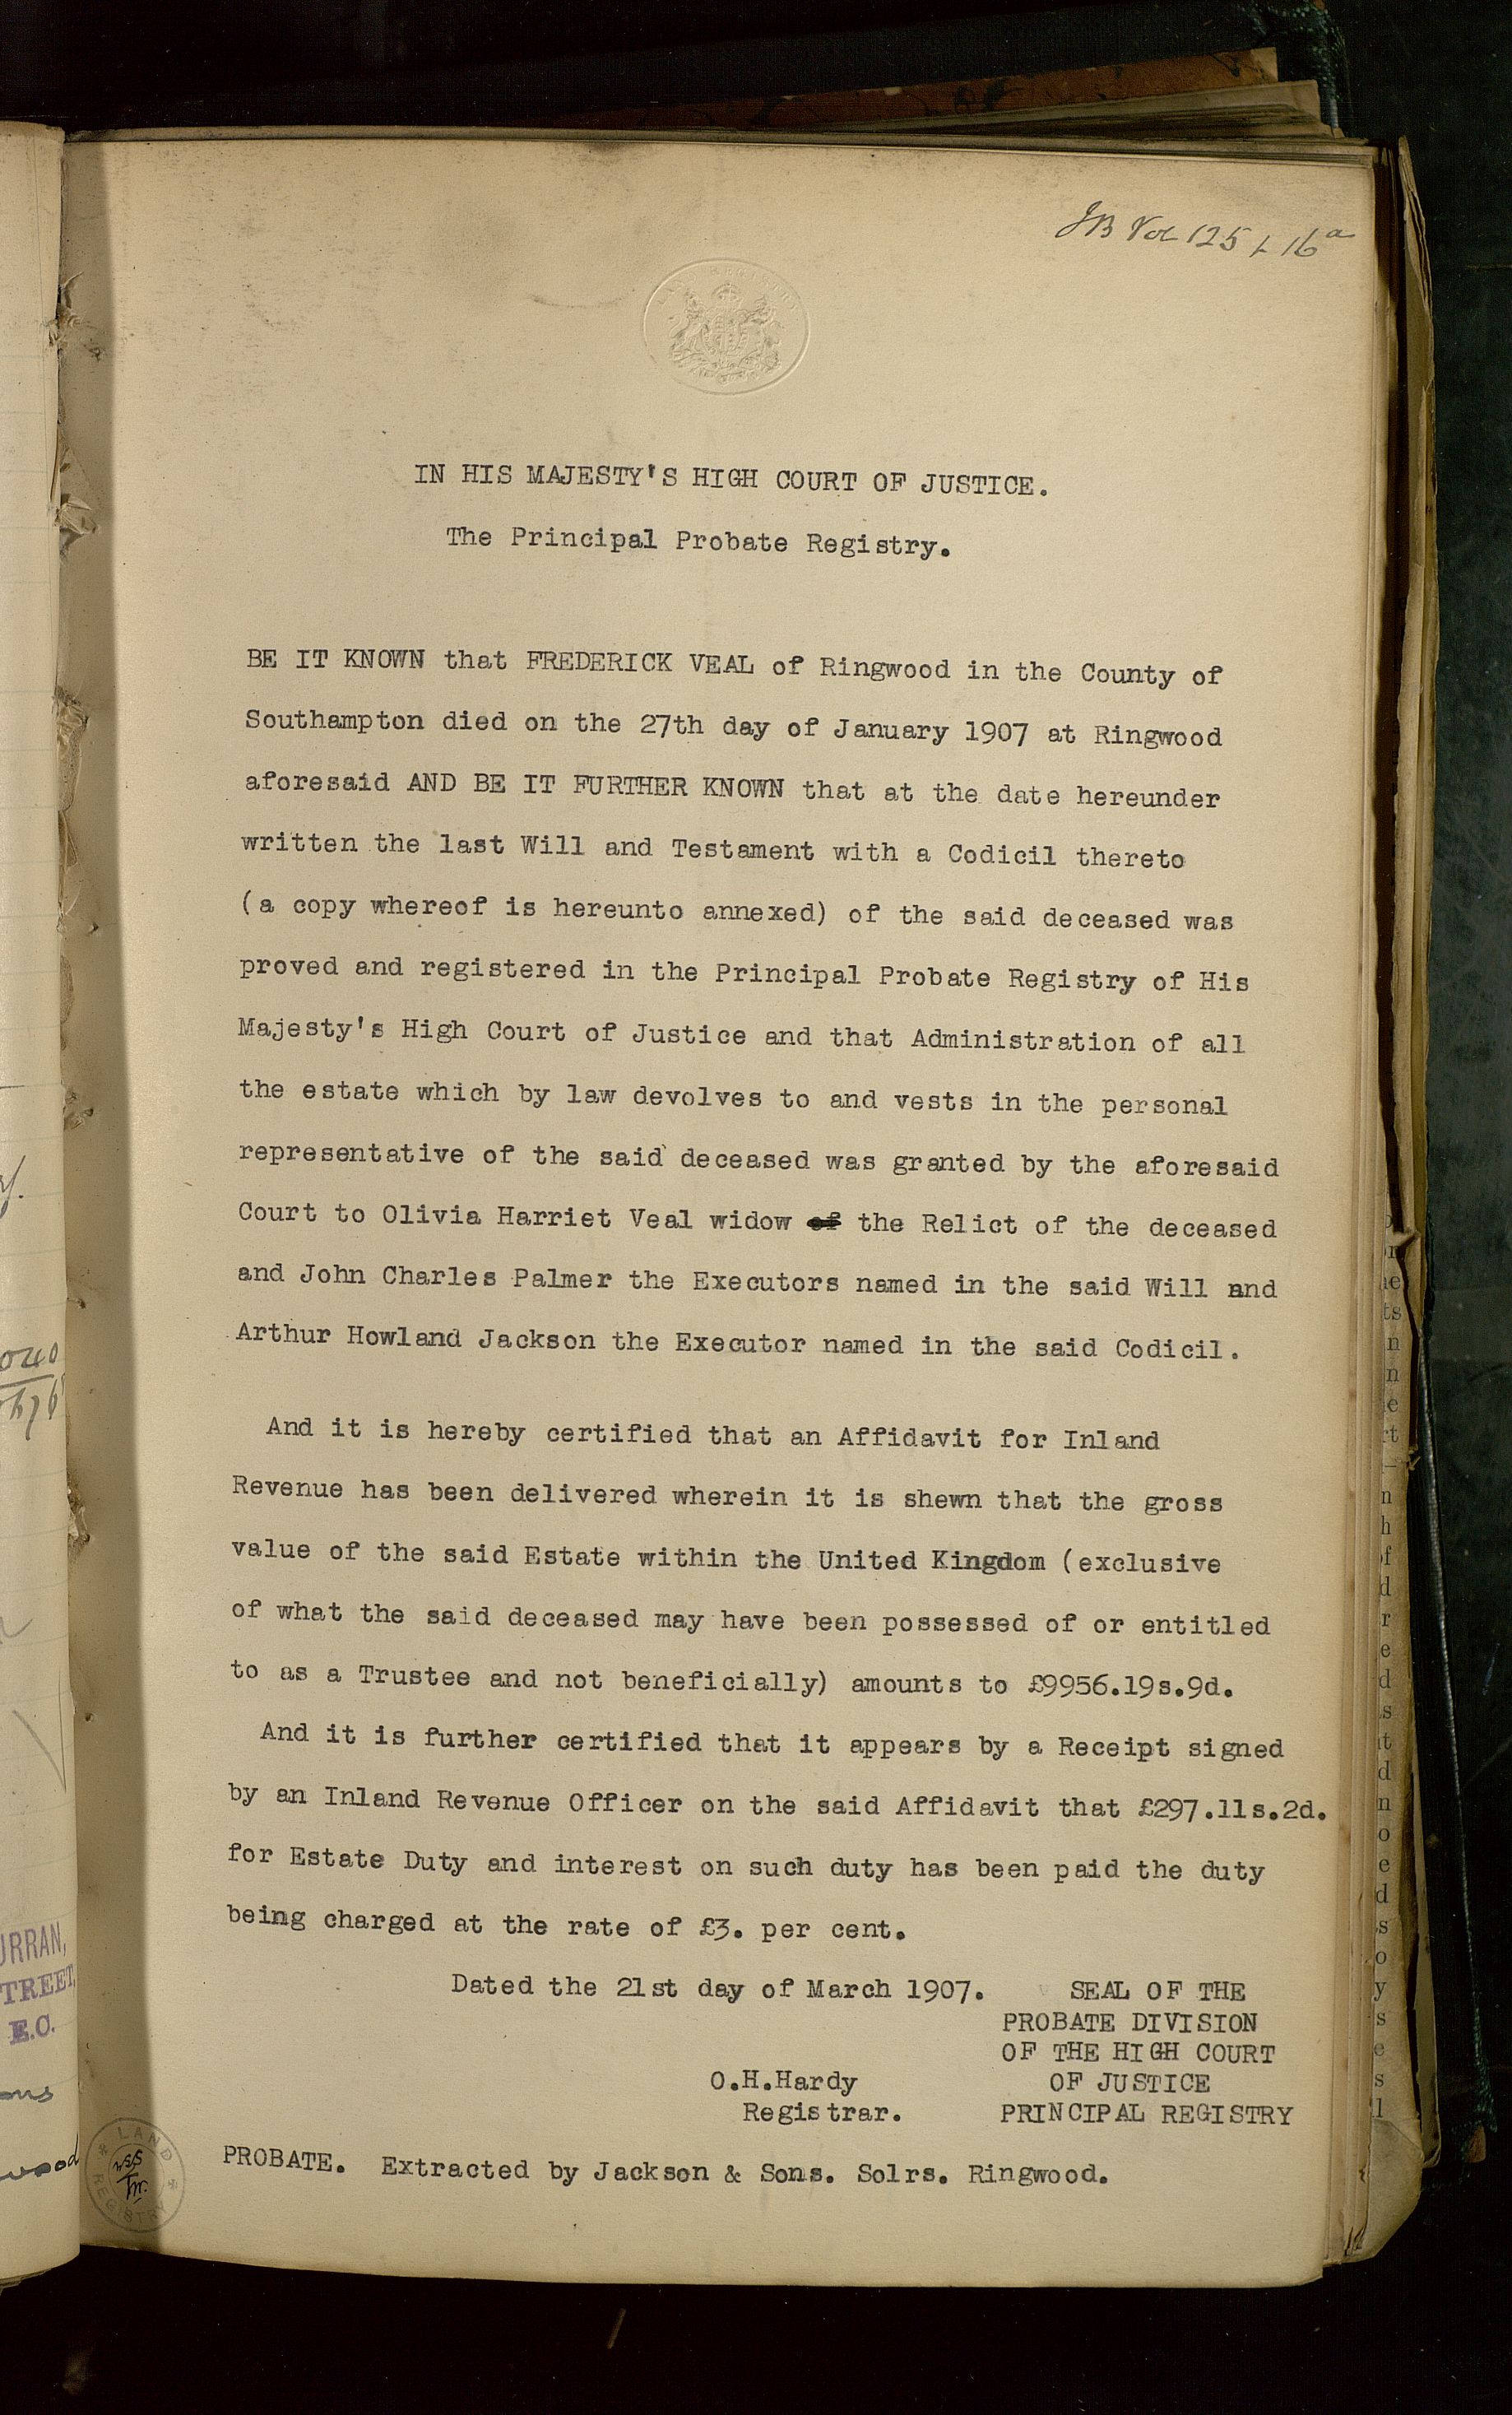 Vol 125 16a
IN HIS MAJESTY'S HIGH COURT OF JUSTICE.
The Principal Probate Registry.
BE IT KNOWN that FREDERICK VEAL of Ringwood in the County of
Southampton died on the 27th day of January 1907 at Ringwood
aforesaid AND BE IT FURTHER KNOWN that at the date hereunder
written the last Will and Testament with a Codicil thereto
(a copy whereof is hereunto annexed) of the said deceased was
proved and registered in the Principal Probate Registry of His
Majesty's High Court of Justice and that Administration of all
the estate which by law devolves to and vests in the personal
representative of the said deceased was granted by the aforesaid
Court to Olivia Harriet Veal widow of the Relict of the deceased
and John Charles Palmer the Executors named in the said Will and
Arthur Howland Jackson the Executor named in the said Codicil.
And it is hereby certified that an Affidavit for Inland
Revenue has been delivered wherein it is shewn that the gross
value of the said Estate within the United Kingdom (exclusive
of what the said deceased may have been possessed of or entitled
to as a Trustee and not beneficially) amounts to £9956.19s.9d.
And it is further certified that it appears by a Receipt signed
by an Inland Revenue Officer on the said Affidavit that £297.11s.2d.
for Estate Duty and interest on such duty has been paid the duty
being charged at the rate of £3. per cent.
Dated the 21st day of March 1907.
SEAL OF THE
PROBATE DIVISION
OF THE HIGH COURT
OF JUSTICE
PRINCIPAL REGISTRY
O.H.Hardy
Registrar.
PROBATE. Extracted by Jackson & Sons. Solrs. Ringwood.
LAND REGISTRY
URRAN,
TREET,
E.C.